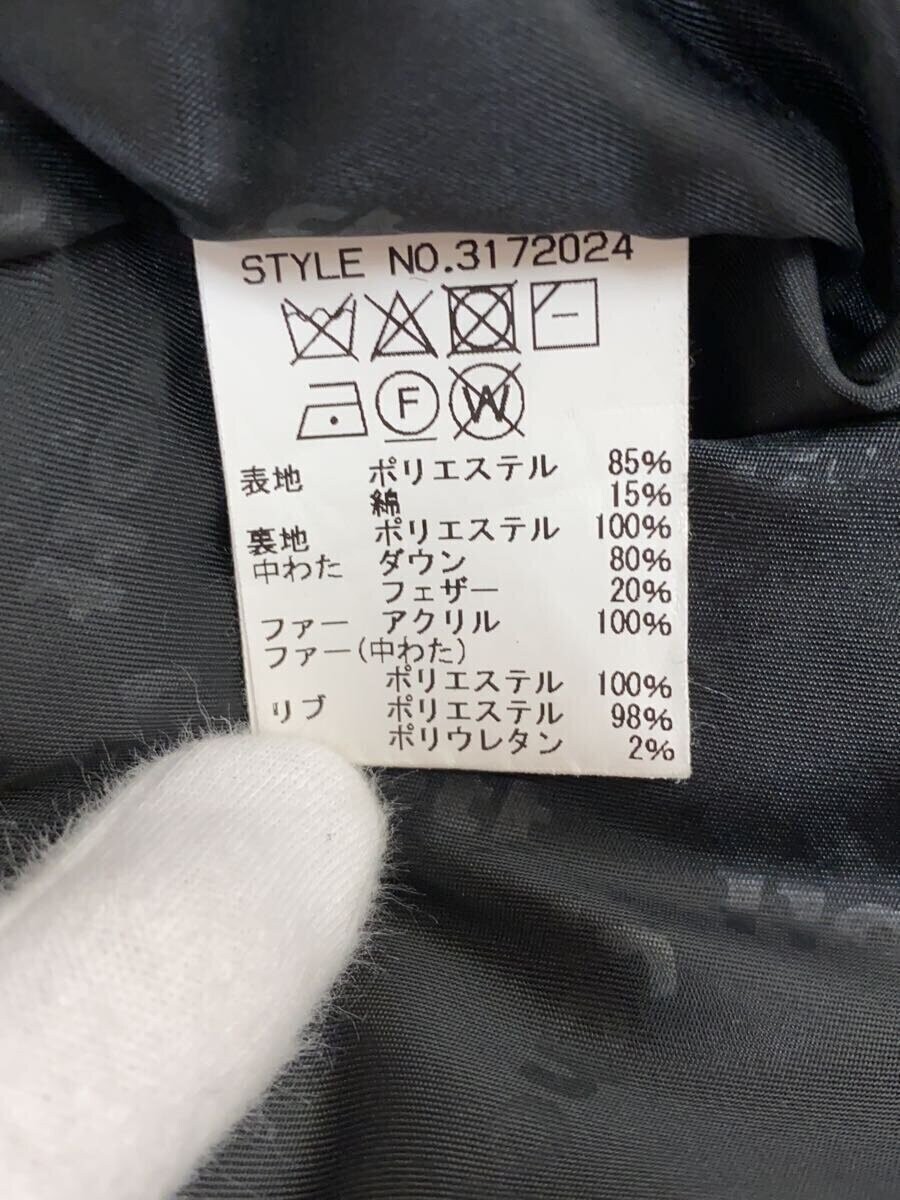 STYLE NO.3172024
F W
表地 ポリエステル 85%
綿 15%
裏地 ポリエステル 100%
中わた ダウン 80%
フェザー 20%
ファー アクリル 100%
ファー(中わた)
ポリエステル 100%
リブ ポリエステル 98%
ポリウレタン 2%